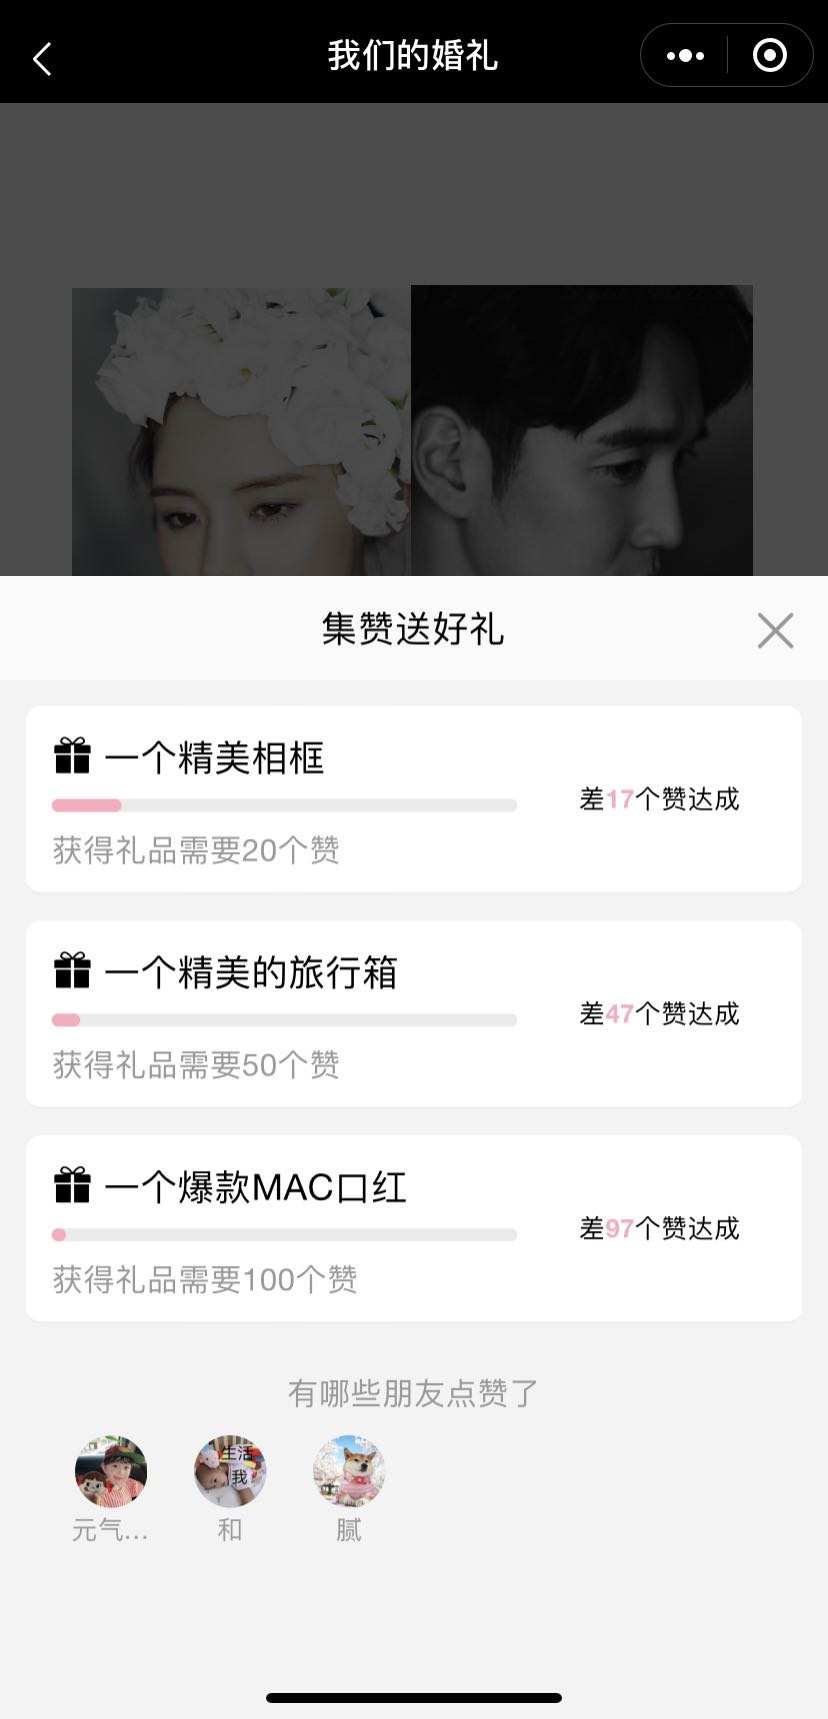 我们的婚礼
集赞送好礼
一个精美相框
差17个赞达成
获得礼品需要20个赞
一个精美的旅行箱
差47个赞达成
获得礼品需要50个赞
一个爆款MAC口红
差97个赞达成
获得礼品需要100个赞
有哪些朋友点赞了
生活
我
元气...
和
腻